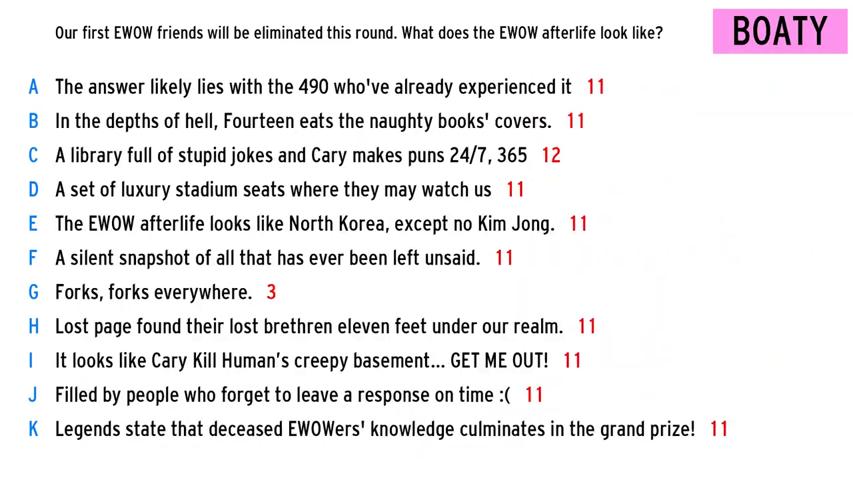 Our first EWOW friends will be eliminated this round. What does the EWOW afterlife look like?
BOATY
A The answer likely lies with the 490 who've already experienced it 11
B In the depths of hell, Fourteen eats the naughty books' covers. 11
C A library full of stupid jokes and Cary makes puns 24/7, 365 12
D A set of luxury stadium seats where they may watch us 11
E The EWOW afterlife looks like North Korea, except no Kim Jong. 11
F A silent snapshot of all that has ever been left unsaid. 11
G Forks, forks everywhere. 3
H Lost page found their lost brethren eleven feet under our realm. 11
I It looks like Cary Kill Human’s creepy basement... GET ME OUT! 11
J Filled by people who forget to leave a response on time :( 11
K Legends state that deceased EWOWers' knowledge culminates in the grand prize! 11